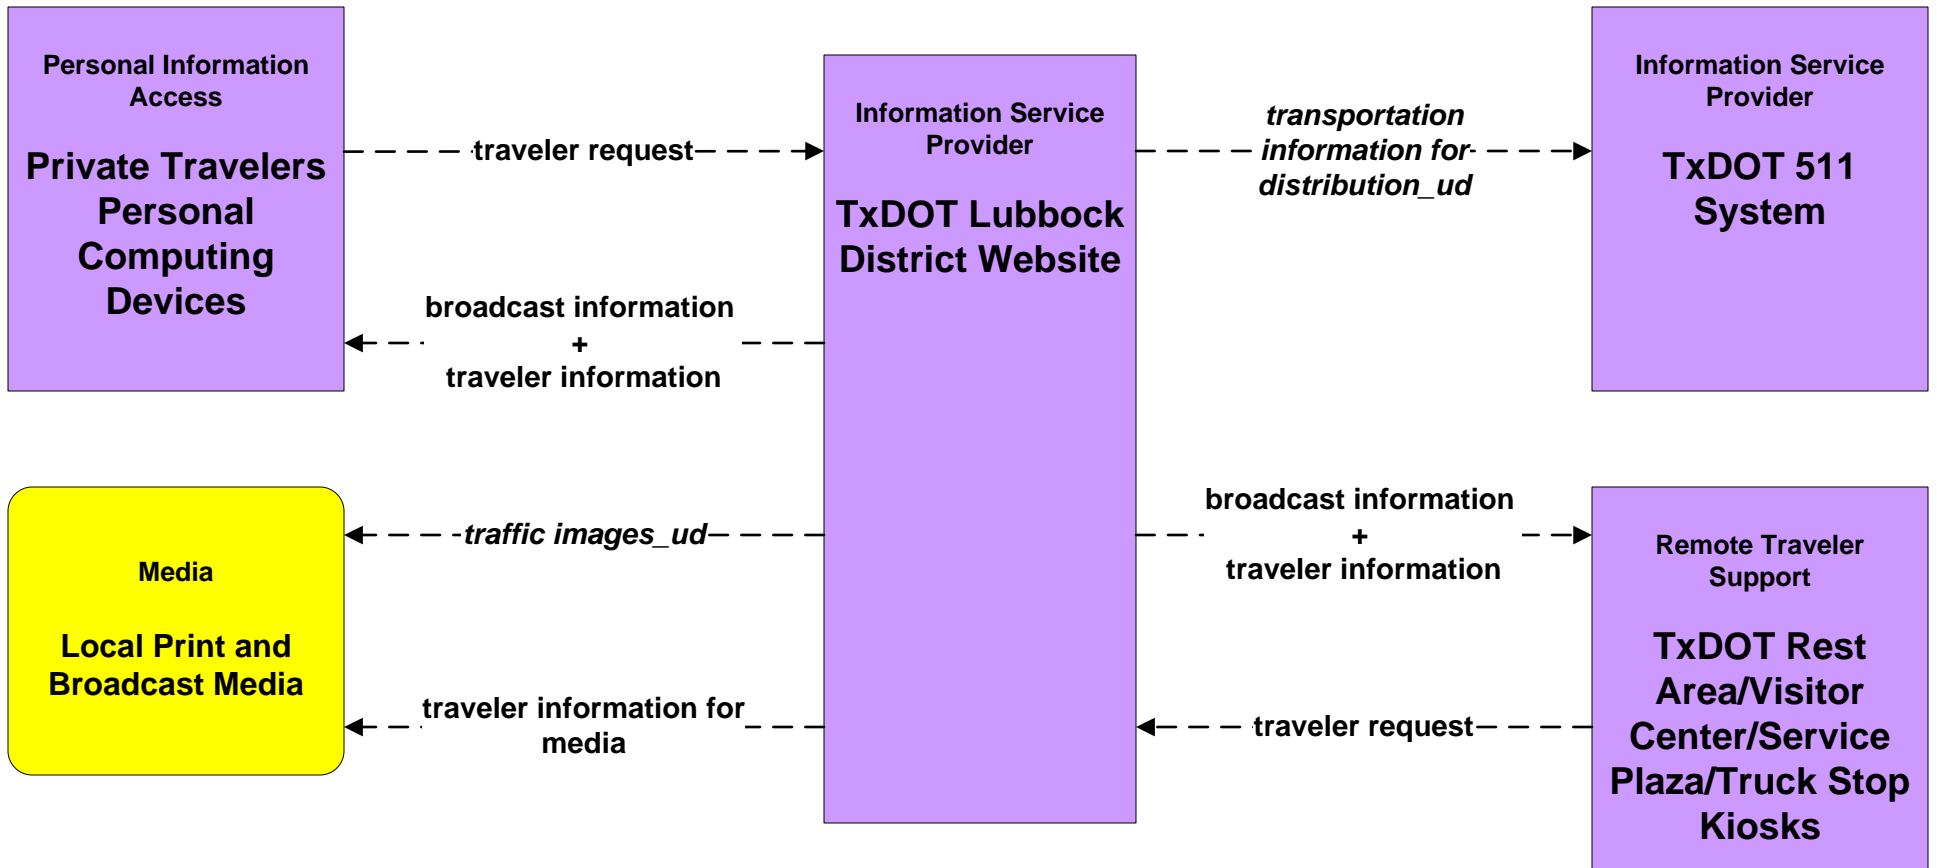 Personal Information
Access
Private Travelers
Personal
Computing
Devices
traveler request
broadcast information
+
traveler information
Information Service
Provider
TxDOT Lubbock
District Website
transportation
information for
distribution_ud
Information Service
Provider
TxDOT 511
System
Media
Local Print and
Broadcast Media
traffic images_ud
traveler information for
media
broadcast information
+
traveler information
traveler request
Remote Traveler
Support
TxDOT Rest
Area/Visitor
Center/Service
Plaza/Truck Stop
Kiosks